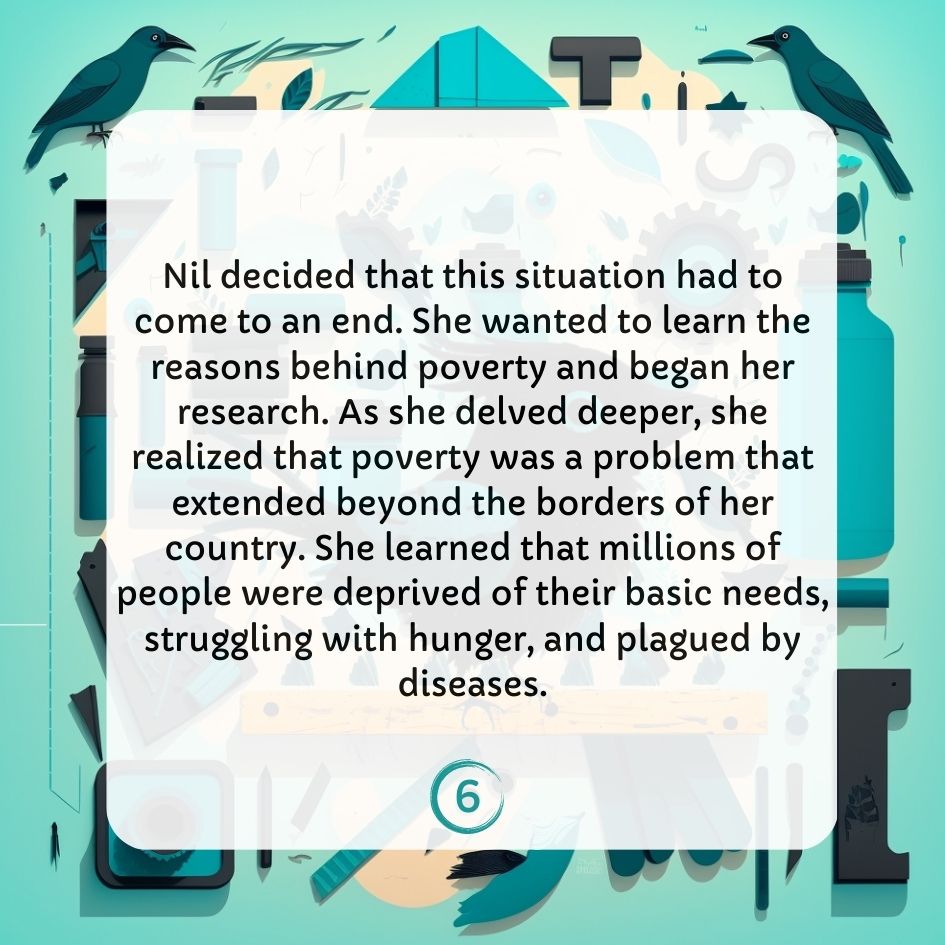 Nil decided that this situation had to
come to an end. She wanted to learn the
reasons behind poverty and began her
research. As she delved deeper, she
realized that poverty was a problem that
extended beyond the borders of her
country. She learned that millions of
people were deprived of their basic needs,
struggling with hunger, and plagued by
diseases.
6